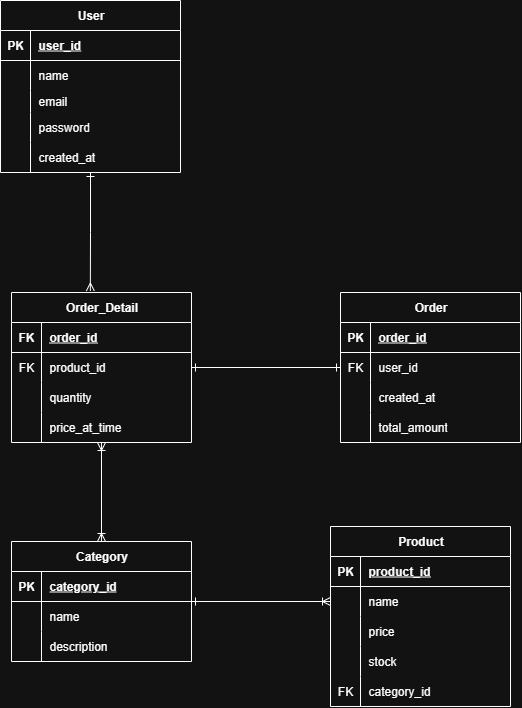 User
PK user_id
name
email
password
created_at
Order_Detail
FK order_id
FK product_id
quantity
price_at_time
Order
PK order_id
FK user_id
created_at
total_amount
Category
PK category_id
name
description
Product
PK product_id
name
price
stock
FK category_id